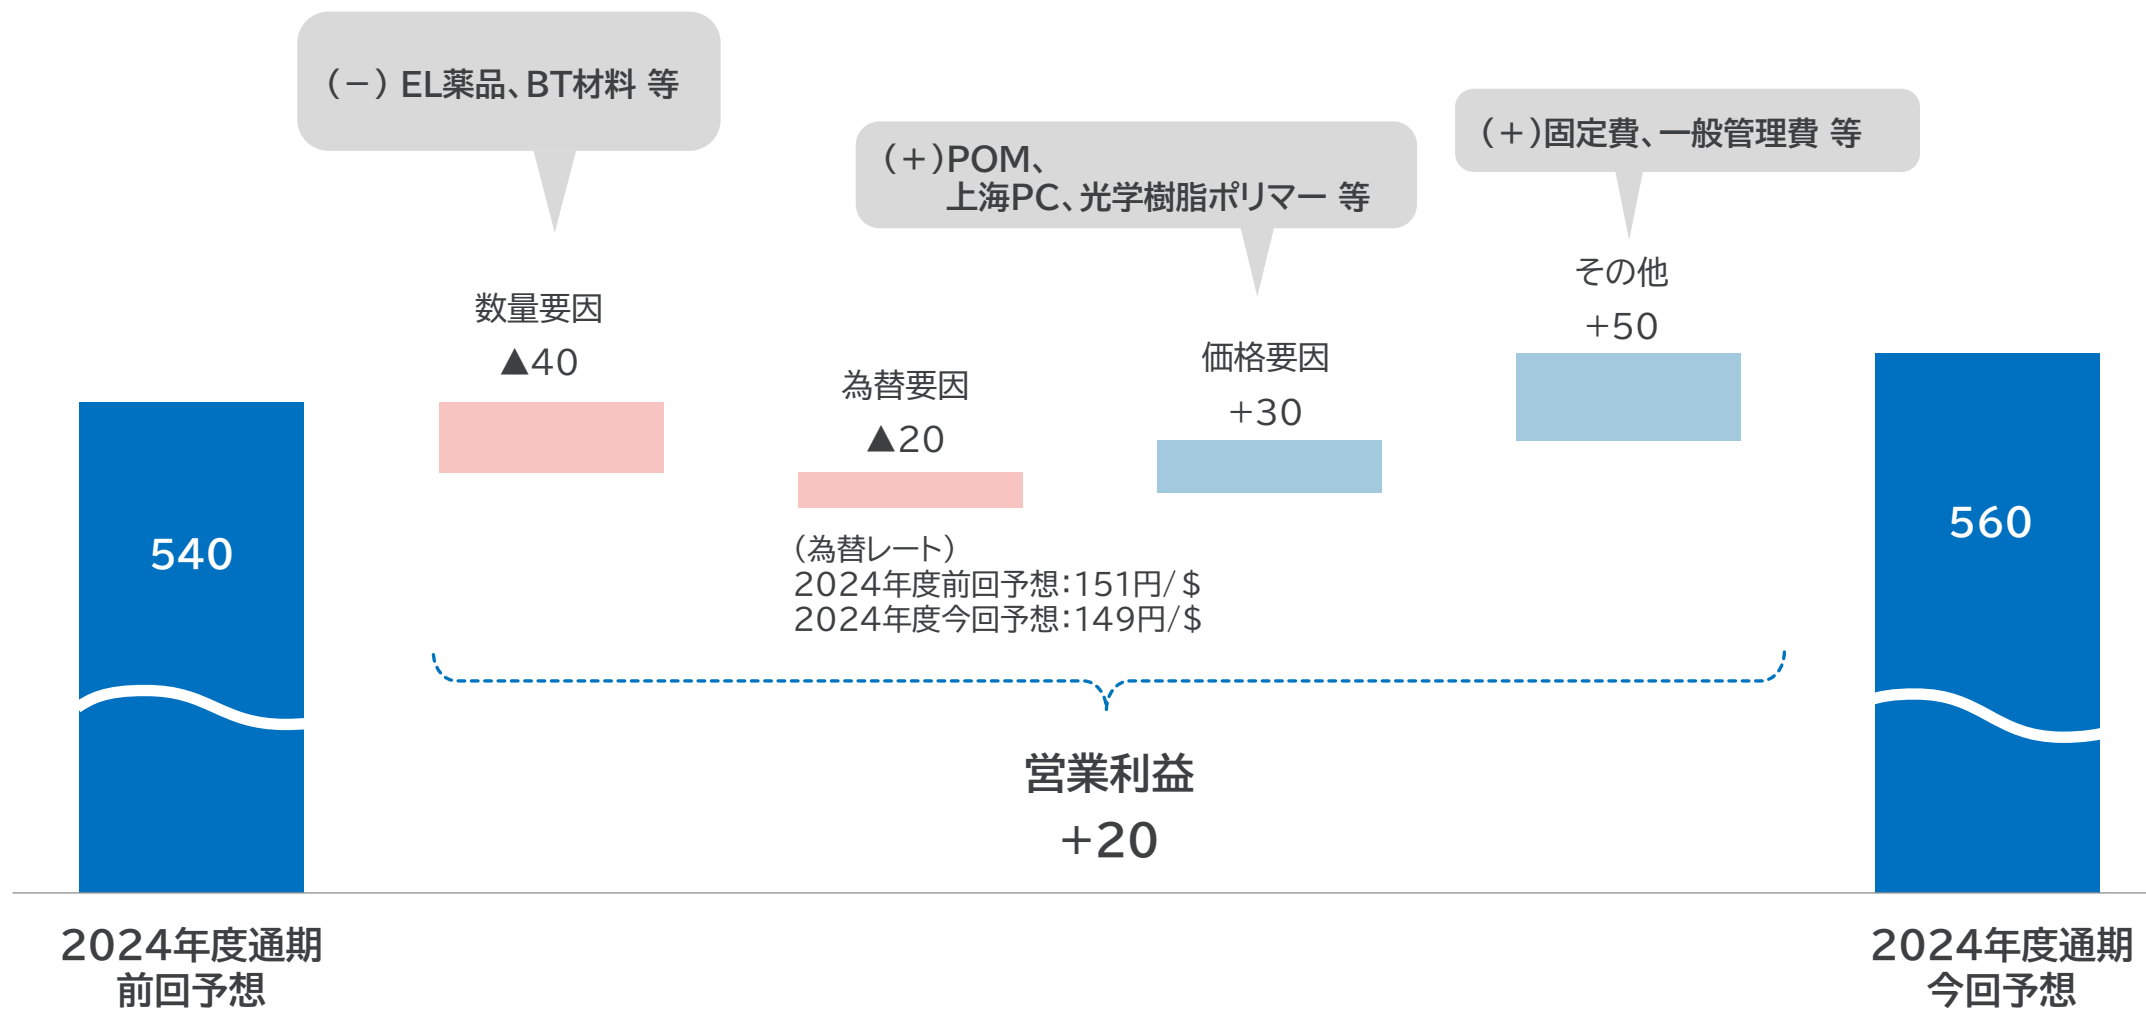 (－) EL薬品、BT材料 等
(＋)POM、
上海PC、光学樹脂ポリマー 等
(＋)固定費、一般管理費 等
数量要因
▲40
為替要因
▲20
価格要因
+30
その他
+50
540
560
(為替レート)
2024年度前回予想：151円/＄
2024年度今回予想：149円/$
営業利益
+20
2024年度通期
前回予想
2024年度通期
今回予想